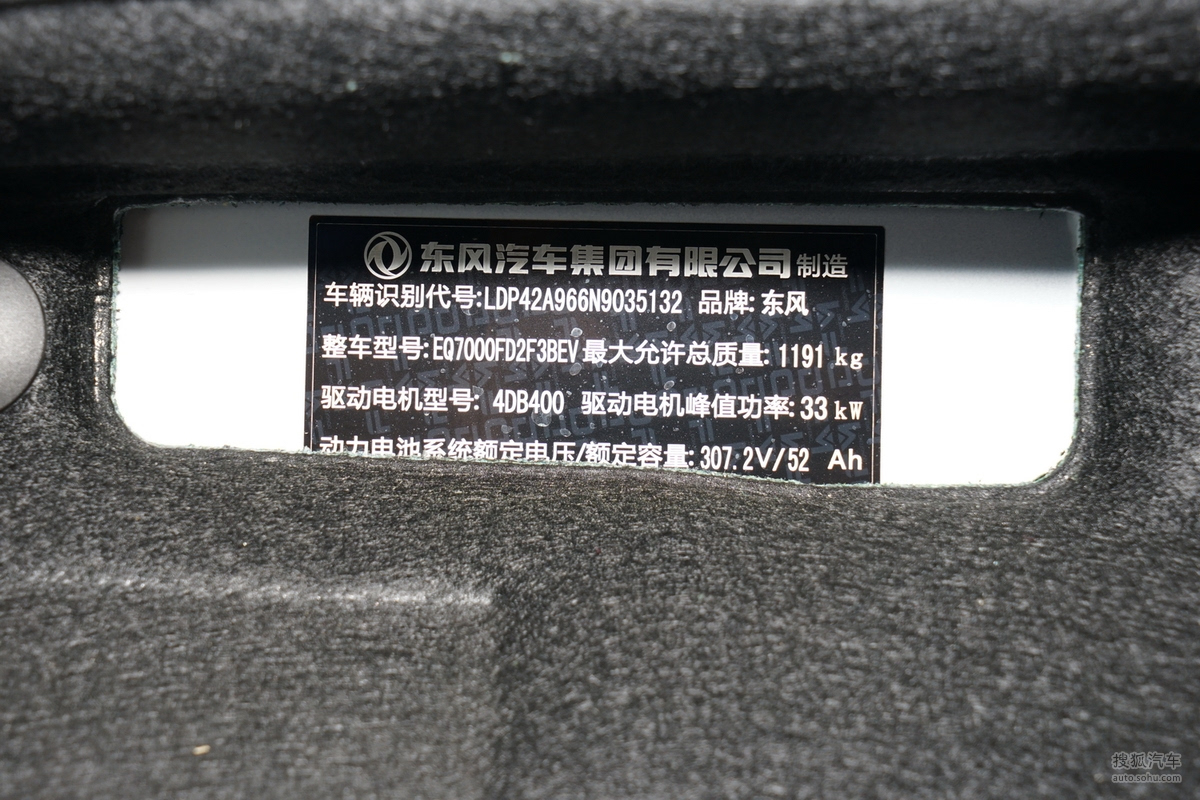 东风汽车集团有限公司制造
车辆识别代号:LDP42A966N9035132 品牌:东风
整车型号:EQ7000FD2F3BEV 最大允许总质量:1191 kg
驱动电机型号: 4DB400 驱动电机峰值功率:33 kW
动力电池系统额定电压/额定容量:307.2V/52 Ah
搜狐汽车
auto.sohu.com